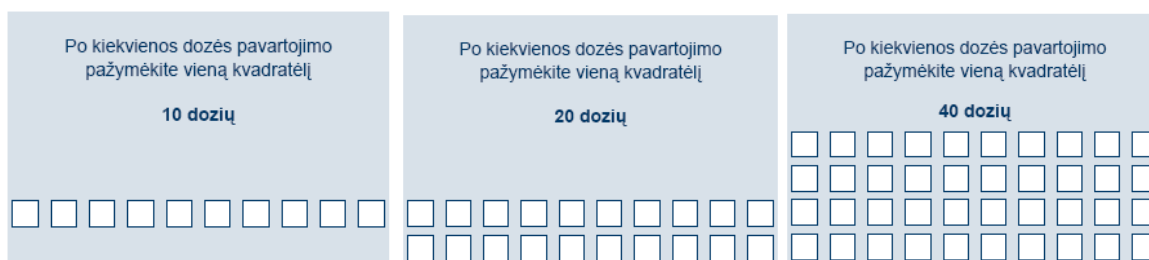 Po kiekvienos dozės pavartojimo
pažymėkite vieną kvadratėlį
10 dozių
Po kiekvienos dozės pavartojimo
pažymėkite vieną kvadratėlį
20 dozių
Po kiekvienos dozės pavartojimo
pažymėkite vieną kvadratėlį
40 dozių